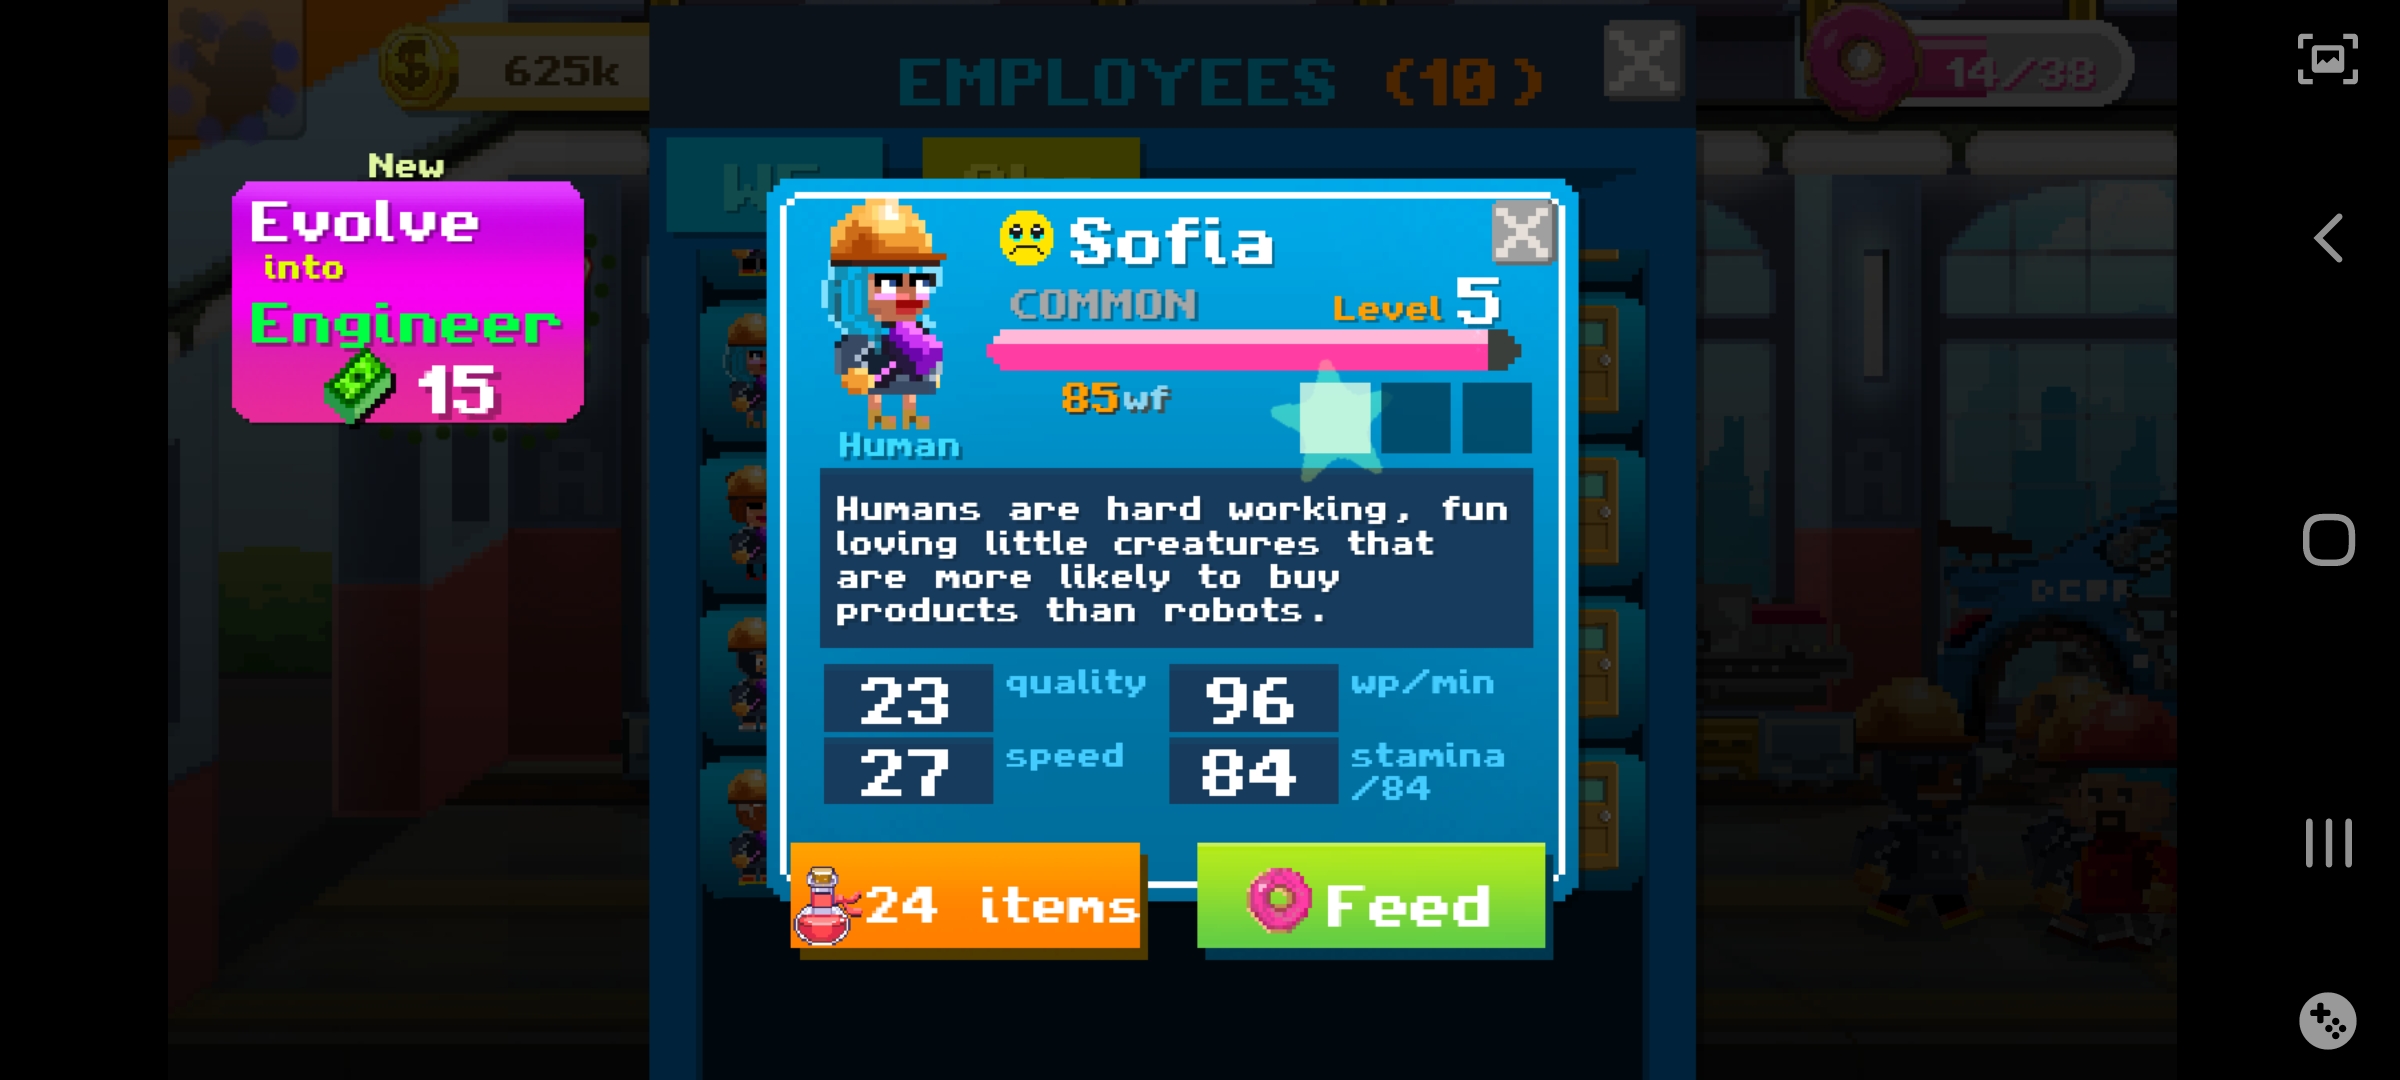 625k
EMPLOYEES (10)
14/38
New
Evolve
into
Engineer
15
Sofia
COMMON
Level 5
85wf
Human
Humans are hard working, fun
loving little creatures that
are more likely to buy
products than robots.
23 quality
96 wp/min
27 speed
84 stamina
/84
24 items
Feed